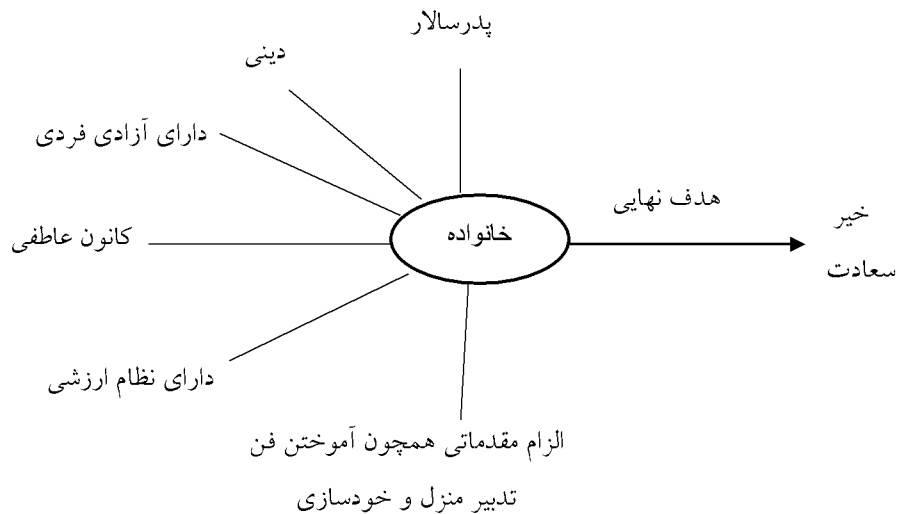 پدرسالار
دینی
دارای آزادی فردی
هدف نهایی
خیر
خانواده
کانون عاطفی
سعادت
دارای نظام ارزشی
الزام مقدماتی همچون آموختن فن
تدبیر منزل و خودسازی